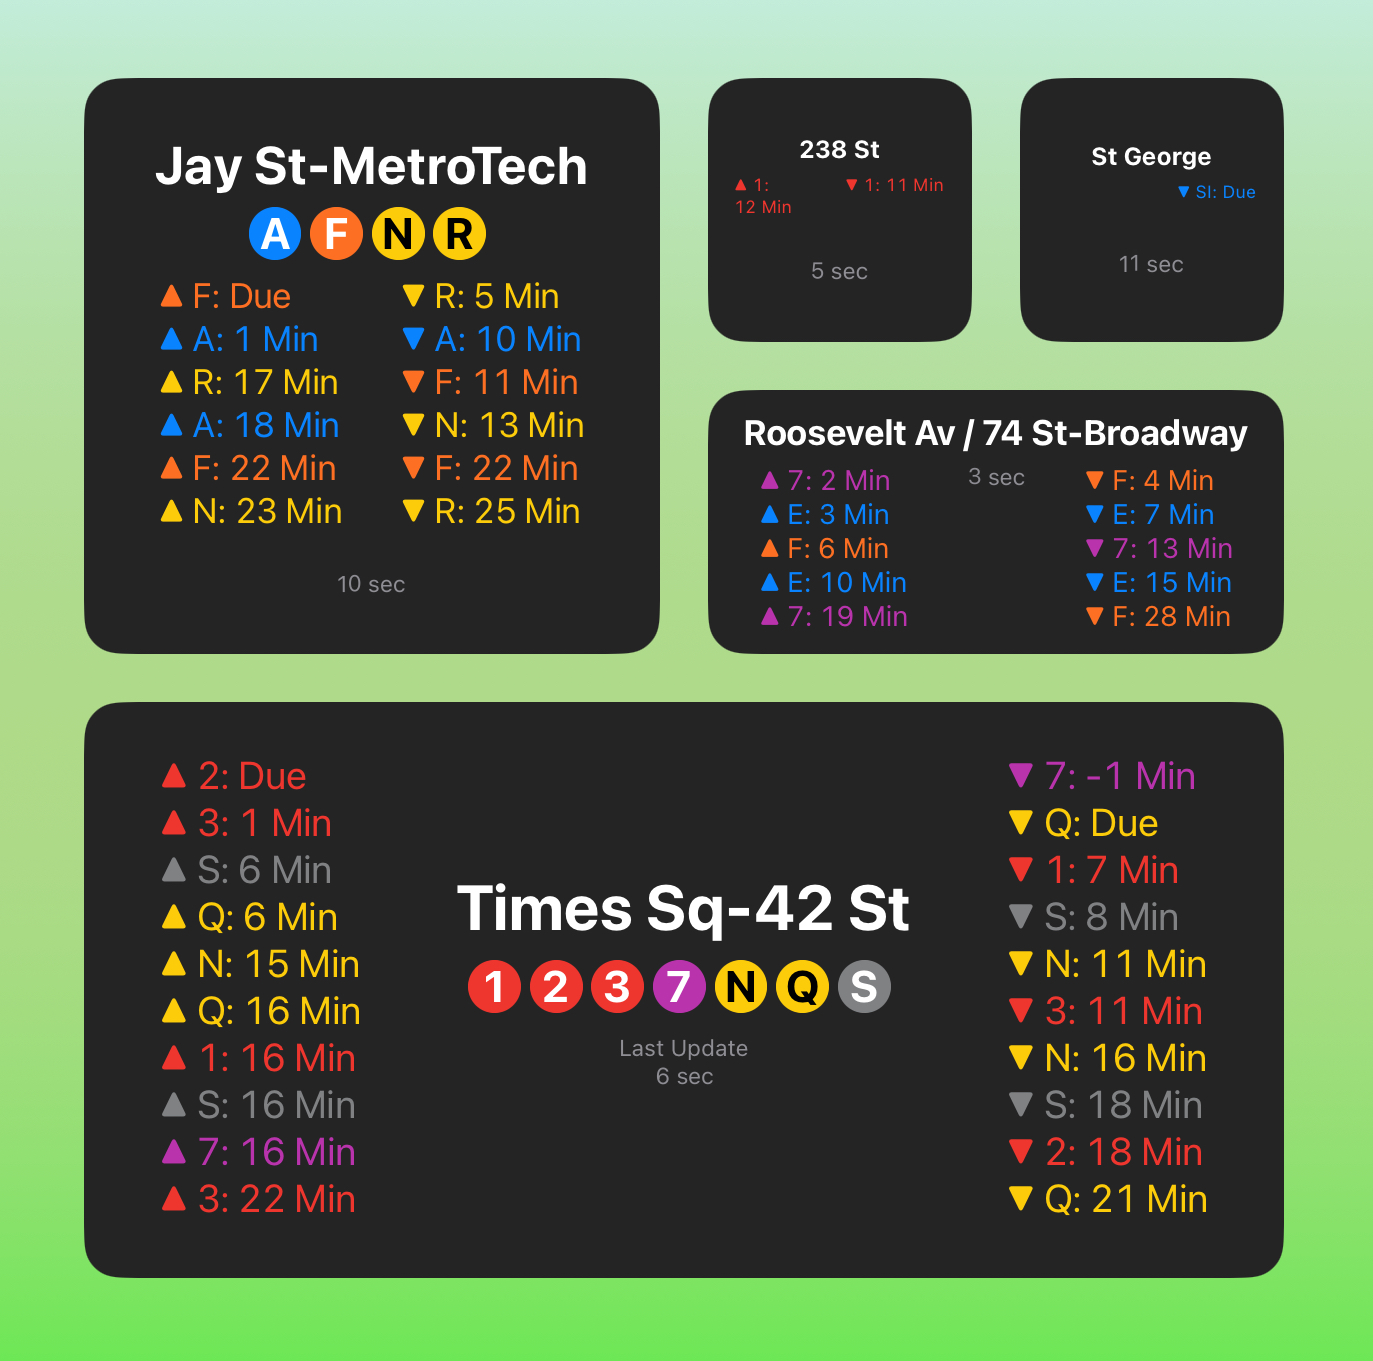 Jay St-MetroTech
A F N R
▲ F: Due
▲ A: 1 Min
▲ R: 17 Min
▲ A: 18 Min
▲ F: 22 Min
▲ N: 23 Min
▼ R: 5 Min
▼ A: 10 Min
▼ F: 11 Min
▼ N: 13 Min
▼ F: 22 Min
▼ R: 25 Min
10 sec
238 St
▲ 1:
12 Min
▼ 1: 11 Min
5 sec
St George
▼ SI: Due
11 sec
Roosevelt Av / 74 St-Broadway
▲ 7: 2 Min
▲ E: 3 Min
▲ F: 6 Min
▲ E: 10 Min
▲ 7: 19 Min
3 sec
▼ F: 4 Min
▼ E: 7 Min
▼ 7: 13 Min
▼ E: 15 Min
▼ F: 28 Min
▲ 2: Due
▲ 3: 1 Min
▲ S: 6 Min
▲ Q: 6 Min
▲ N: 15 Min
▲ Q: 16 Min
▲ 1: 16 Min
▲ S: 16 Min
▲ 7: 16 Min
▲ 3: 22 Min
Times Sq-42 St
1 2 3 7 N Q S
Last Update
6 sec
▼ 7: -1 Min
▼ Q: Due
▼ 1: 7 Min
▼ S: 8 Min
▼ N: 11 Min
▼ 3: 11 Min
▼ N: 16 Min
▼ S: 18 Min
▼ 2: 18 Min
▼ Q: 21 Min